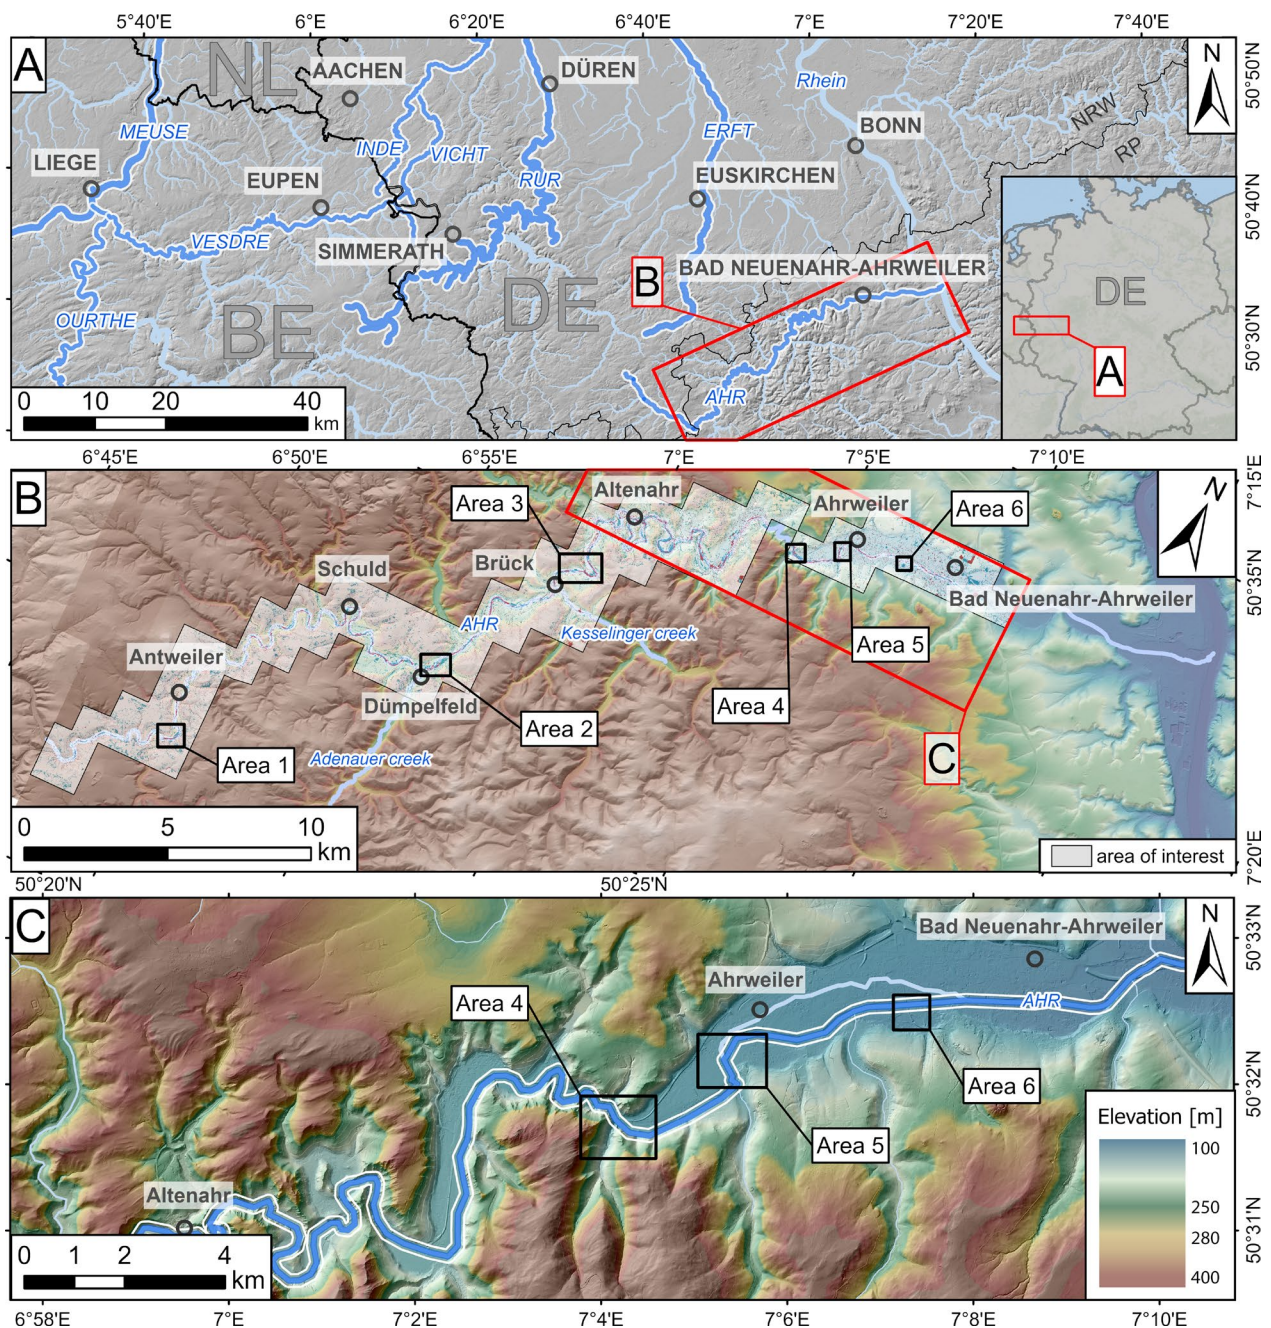 5°40'E 6°E 6°20'E 6°40'E 7°E 7°20'E 7°40'E
A
NL
AACHEN
DÜREN
Rhein
N
50°50'N
MEUSE
INDE
VICHT
ERFT
BONN
NRW
RP
LIEGE
EUPEN
RUR
EUSKIRCHEN
50°40'N
VESDRE
SIMMERATH
B
BAD NEUENAHR-AHRWEILER
DE
DE
OURTHE
BE
50°30'N
A
AHR
0 10 20 40
km
6°45'E 6°50'E 6°55'E 7°E 7°5'E 7°10'E
7°15'E
B
Area 3
Altenahr
Ahrweiler
Area 6
N
Schuld
Brück
50°35'N
Bad Neuenahr-Ahrweiler
AHR
Kesselinger creek
Area 5
Antweiler
Dümpelfeld
Area 4
Area 2
Adenauer creek
Area 1
C
0 5 10
km
area of interest
7°20'E
50°20'N 50°25'N
C
Bad Neuenahr-Ahrweiler
N
50°33'N
Ahrweiler
Area 4
AHR
Area 6
50°32'N
Elevation [m]
Area 5
100
Altenahr
250
50°31'N
280
0 1 2 4
km
400
6°58'E 7°E 7°2'E 7°4'E 7°6'E 7°8'E 7°10'E